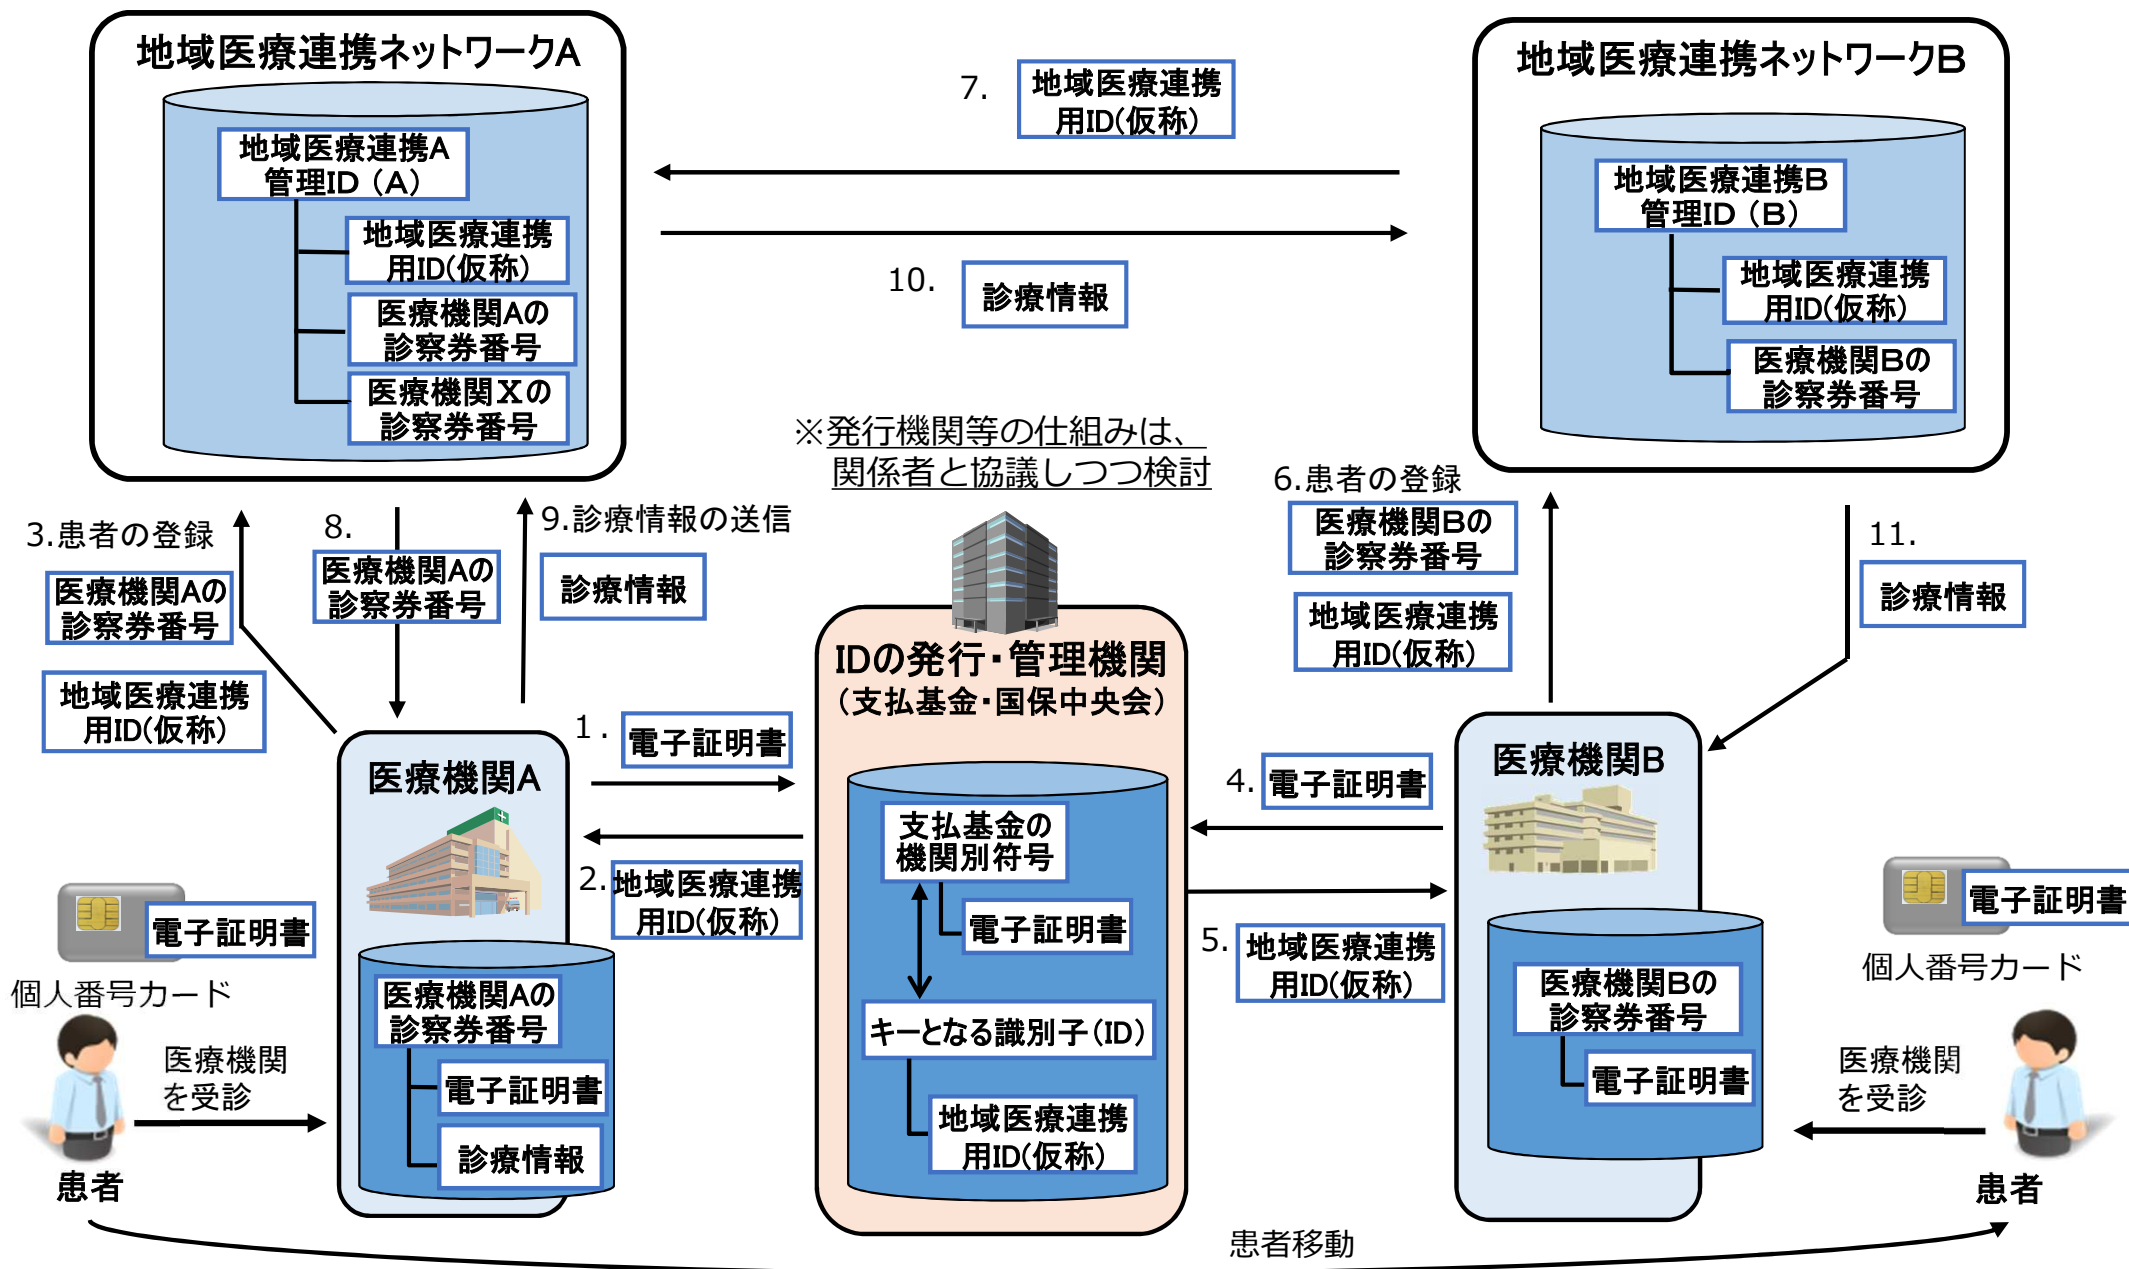 地域医療連携ネットワークA
地域医療連携A
管理ID（A）
地域医療連携
用ID(仮称)
医療機関Aの
診察券番号
医療機関Xの
診察券番号
7.
地域医療連携
用ID(仮称)
10.
診療情報
地域医療連携ネットワークB
地域医療連携B
管理ID（B）
地域医療連携
用ID(仮称)
医療機関Bの
診察券番号
※発行機関等の仕組みは、
関係者と協議しつつ検討
3.患者の登録
医療機関Aの
診察券番号
地域医療連携
用ID(仮称)
8.
医療機関Aの
診察券番号
9.診療情報の送信
診療情報
6.患者の登録
医療機関Bの
診察券番号
地域医療連携
用ID(仮称)
11.
診療情報
IDの発行・管理機関
（支払基金・国保中央会）
支払基金の
機関別符号
電子証明書
キーとなる識別子（ID）
地域医療連携
用ID(仮称)
1.
電子証明書
2.
地域医療連携
用ID(仮称)
4.
電子証明書
5.
地域医療連携
用ID(仮称)
医療機関A
医療機関Aの
診察券番号
電子証明書
診療情報
医療機関B
医療機関Bの
診察券番号
電子証明書
電子証明書
個人番号カード
医療機関
を受診
患者
電子証明書
個人番号カード
医療機関
を受診
患者
患者移動